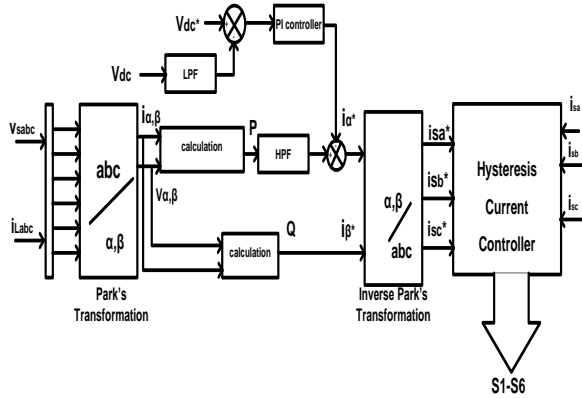 Vdc*
PI controller
Vdc
LPF
+
-
iα,β
vsabc
abc
α,β
iLabc
calculation
P
HPF
+
iα*
Vα,β
calculation
Q
iβ*
α,β
abc
isa*
isb*
isc*
Hysteresis
Current
Controller
isa
isb
isc
Park's
Transformation
Inverse Park's
Transformation
S1-S6